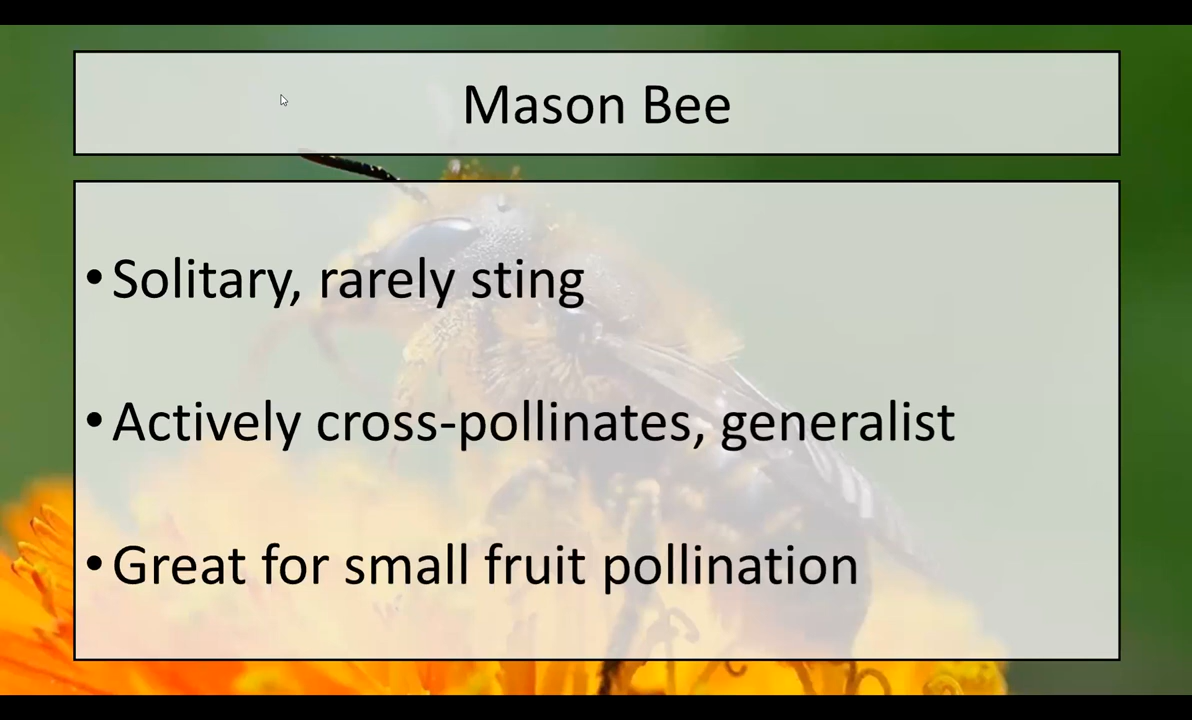 Mason Bee
• Solitary, rarely sting
• Actively cross-pollinates, generalist
• Great for small fruit pollination